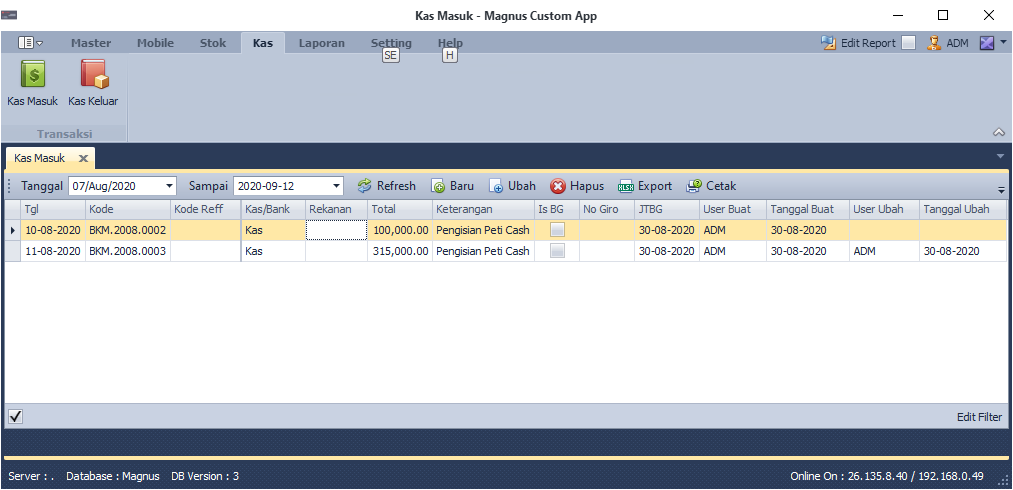 Kas Masuk - Magnus Custom App
Master Mobile Stok Kas Laporan Setting Help Edit Report ADM
SE H
Kas Masuk Kas Keluar
Transaksi
Kas Masuk
Tanggal 07/Aug/2020 Sampai 2020-09-12 Refresh Baru Ubah Hapus XLSX Export Cetak
Tgl Kode Kode Reff Kas/Bank Rekanan Total Keterangan Is BG No Giro JTBG User Buat Tanggal Buat User Ubah Tanggal Ubah
10-08-2020 BKM.2008.0002 Kas 100,000.00 Pengisian Peti Cash 30-08-2020 ADM 30-08-2020
11-08-2020 BKM.2008.0003 Kas 315,000.00 Pengisian Peti Cash 30-08-2020 ADM 30-08-2020 ADM 30-08-2020
Edit Filter
Server : . Database : Magnus DB Version : 3 Online On : 26.135.8.40 / 192.168.0.49